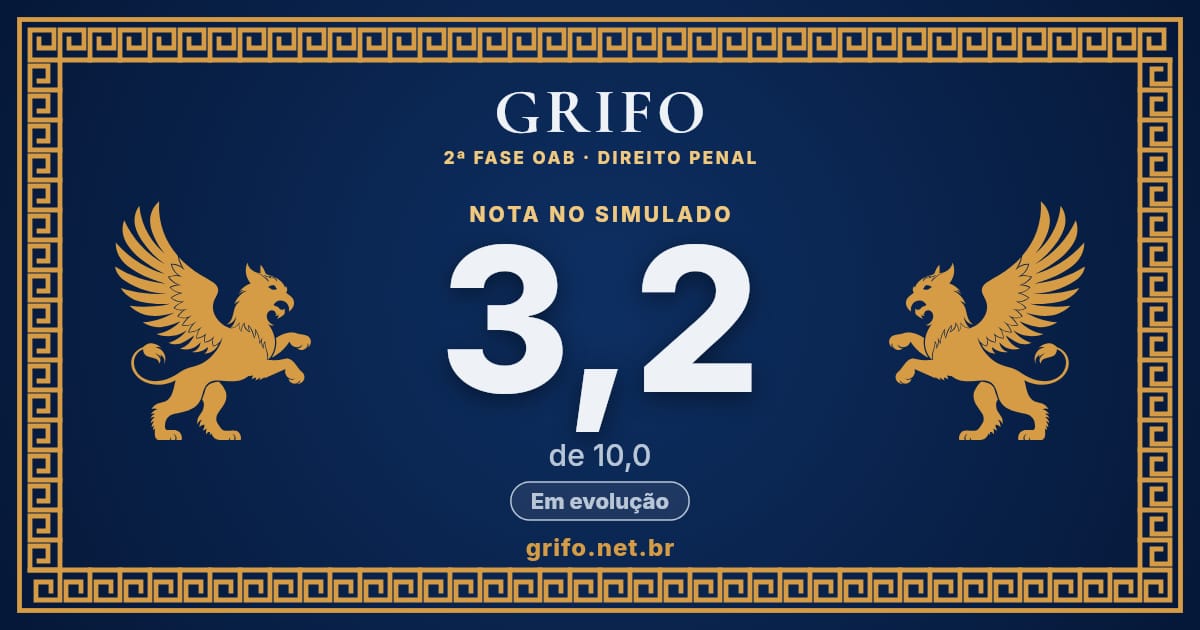 GRIFO
2ª FASE OAB · DIREITO PENAL
NOTA NO SIMULADO
3,2
de 10,0
Em evolução
grifo.net.br